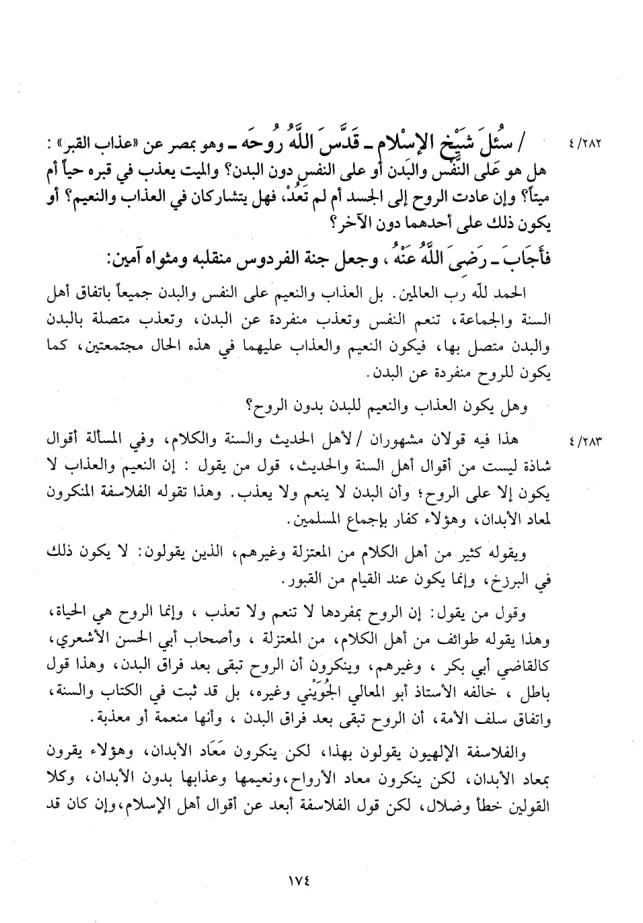 ٤/٢٨٢ / سُئِلَ شَيْخ الإِسْلام ـ قَدَّسَ اللَّهُ رُوحَه ـ وهو بمصر عن «عذاب القبر» :
هل هو عَلَى النَّفْس والبَدن أو على النفس دون البدن؟ والميت يعذب في قبره حياً أم
ميتاً؟ وإن عادت الروح إلى الجسد أم لم تَعُدْ، فهل يتشاركان في العذاب والنعيم؟ أو
يكون ذلك على أحدهما دون الآخر؟
فأَجَابَ ـ رَضِىَ اللَّهُ عَنْهُ ، وجعل جنة الفردوس منقلبه ومثواه آمين:
الحمد لله رب العالمين. بل العذاب والنعيم على النفس والبدن جميعاً باتفاق أهل
السنة والجماعة، تنعم النفس وتعذب منفردة عن البدن، وتعذب متصلة بالبدن
والبدن متصل بها، فيكون النعيم والعذاب عليهما في هذه الحال مجتمعتين، كما
يكون للروح منفردة عن البدن.
وهل يكون العذاب والنعيم للبدن بدون الروح؟
٤/٢٨٣ هذا فيه قولان مشهوران / لأهل الحديث والسنة والكلام، وفي المسألة أقوال
شاذة ليست من أقوال أهل السنة والحديث، قول من يقول : إن النعيم والعذاب لا
يكون إلا على الروح؛ وأن البدن لا ينعم ولا يعذب. وهذا تقوله الفلاسفة المنكرون
لمعاد الأبدان، وهؤلاء كفار بإجماع المسلمين.
ويقوله كثير من أهل الكلام من المعتزلة وغيرهم، الذين يقولون: لا يكون ذلك
في البرزخ، وإنما يكون عند القيام من القبور.
وقول من يقول: إن الروح بمفردها لا تنعم ولا تعذب ، وإنما الروح هي الحياة،
وهذا يقوله طوائف من أهل الكلام، من المعتزلة ، وأصحاب أبي الحسن الأشعري،
كالقاضي أبي بكر ، وغيرهم، وينكرون أن الروح تبقى بعد فراق البدن، وهذا قول
باطل ، خالفه الأستاذ أبو المعالي الجُوَيْني وغيره، بل قد ثبت في الكتاب والسنة،
واتفاق سلف الأمة، أن الروح تبقى بعد فراق البدن ، وأنها منعمة أو معذبة.
والفلاسفة الإلهيون يقولون بهذا، لكن ينكرون مَعَاد الأبدان، وهؤلاء يقرون
بمعاد الأبدان، لكن ينكرون معاد الأرواح،ونعيمها وعذابها بدون الأبدان، وكلا
القولين خطأ وضلال، لكن قول الفلاسفة أبعد عن أقوال أهل الإسلام،وإن كان قد
١٧٤